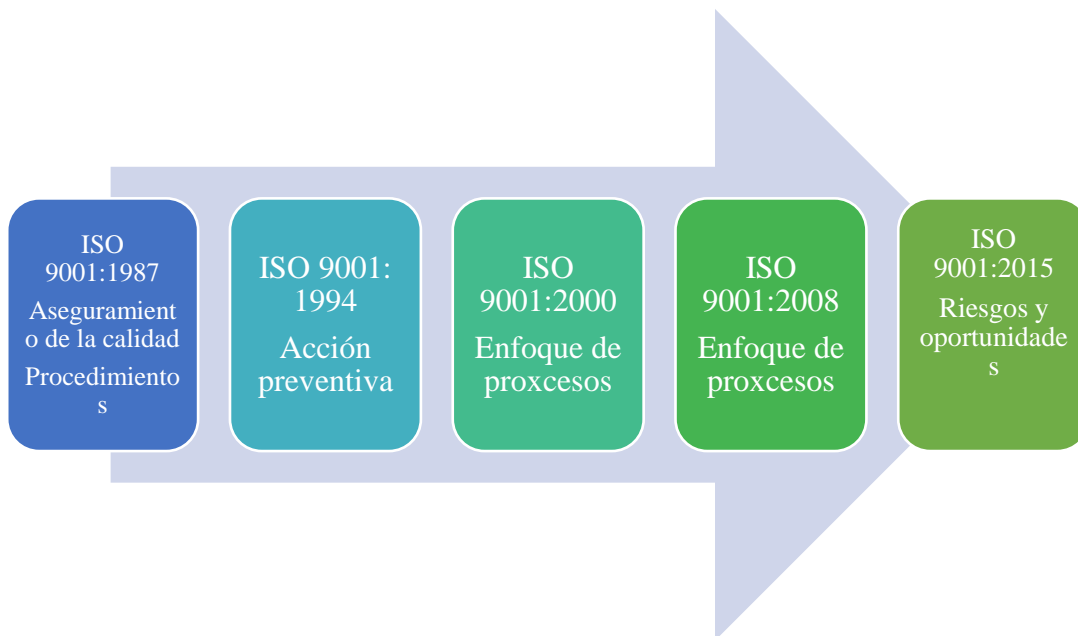 ISO
9001:1987
Aseguramient
o de la calidad
Procedimiento
s
ISO 9001:
1994
Acción
preventiva
ISO
9001:2000
Enfoque de
proxcesos
ISO
9001:2008
Enfoque de
proxcesos
ISO
9001:2015
Riesgos y
oportunidade
s